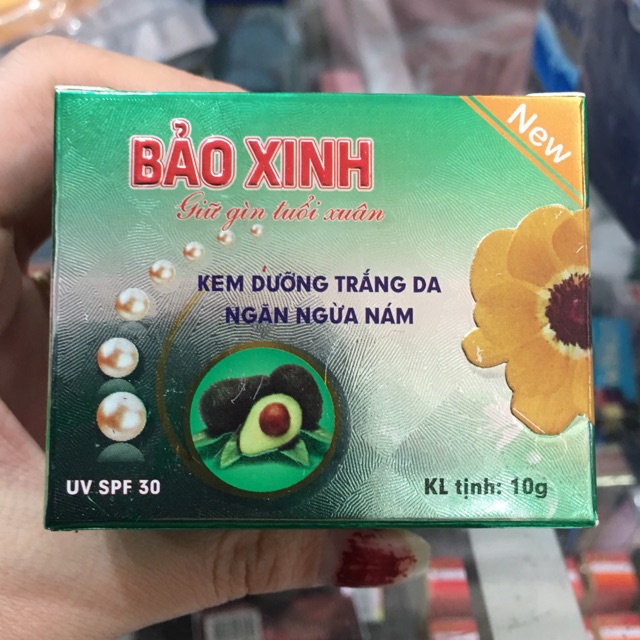 New
BẢO XINH
Giữ gìn tuổi xuân
KEM DƯỠNG TRẮNG DA
NGĂN NGỪA NÁM
UV SPF 30
KL tịnh: 10g